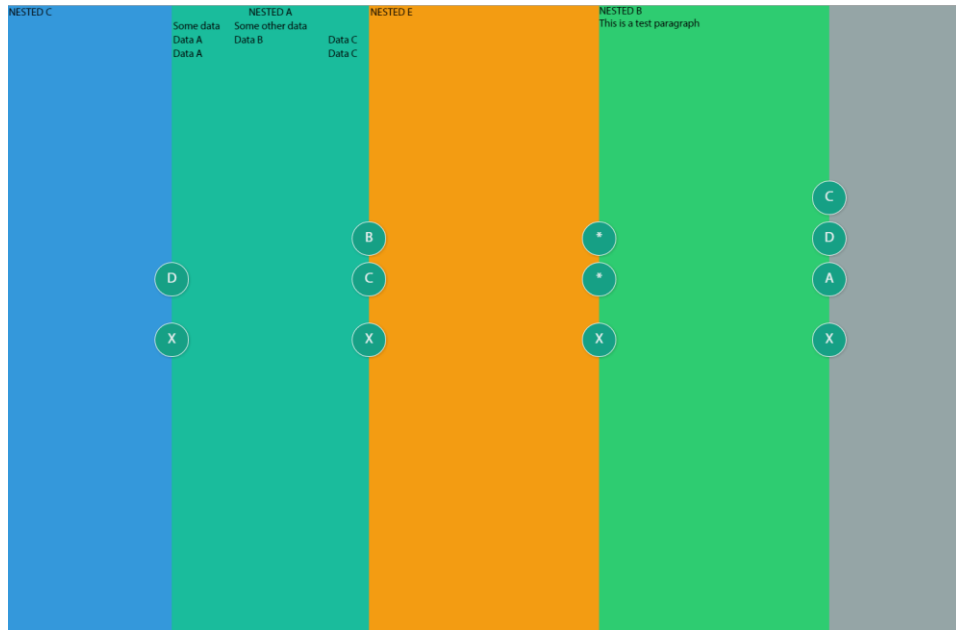 NESTED C
NESTED A
Some data Some other data
Data A Data B Data C
Data A Data C
NESTED E
NESTED B
This is a test paragraph
D
X
B
C
X
*
*
X
C
D
A
X